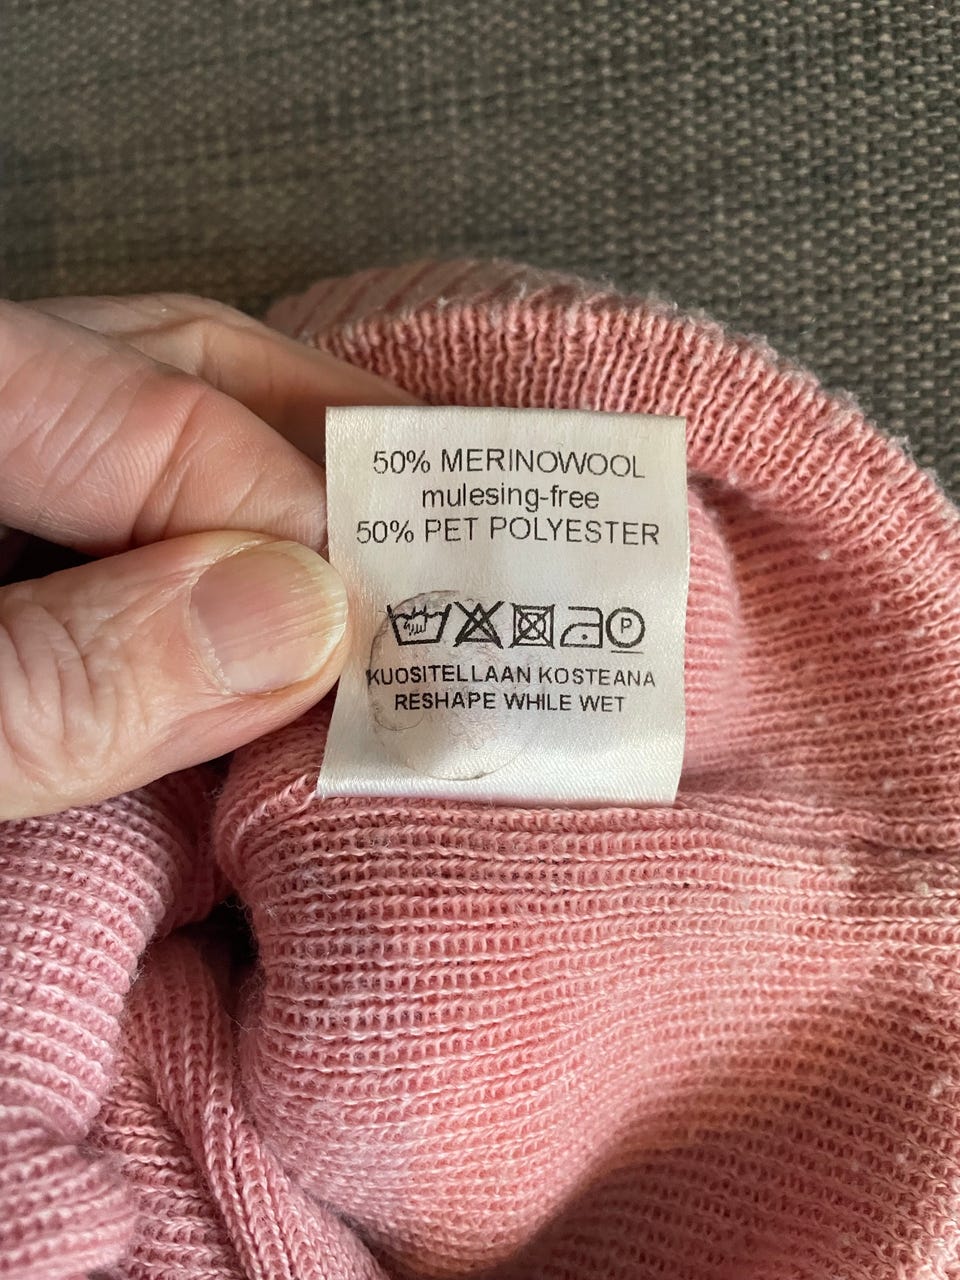 50% MERINOWOOL
mulesing-free
50% PET POLYESTER
P
KUOSITELLAAN KOSTEANA
RESHAPE WHILE WET